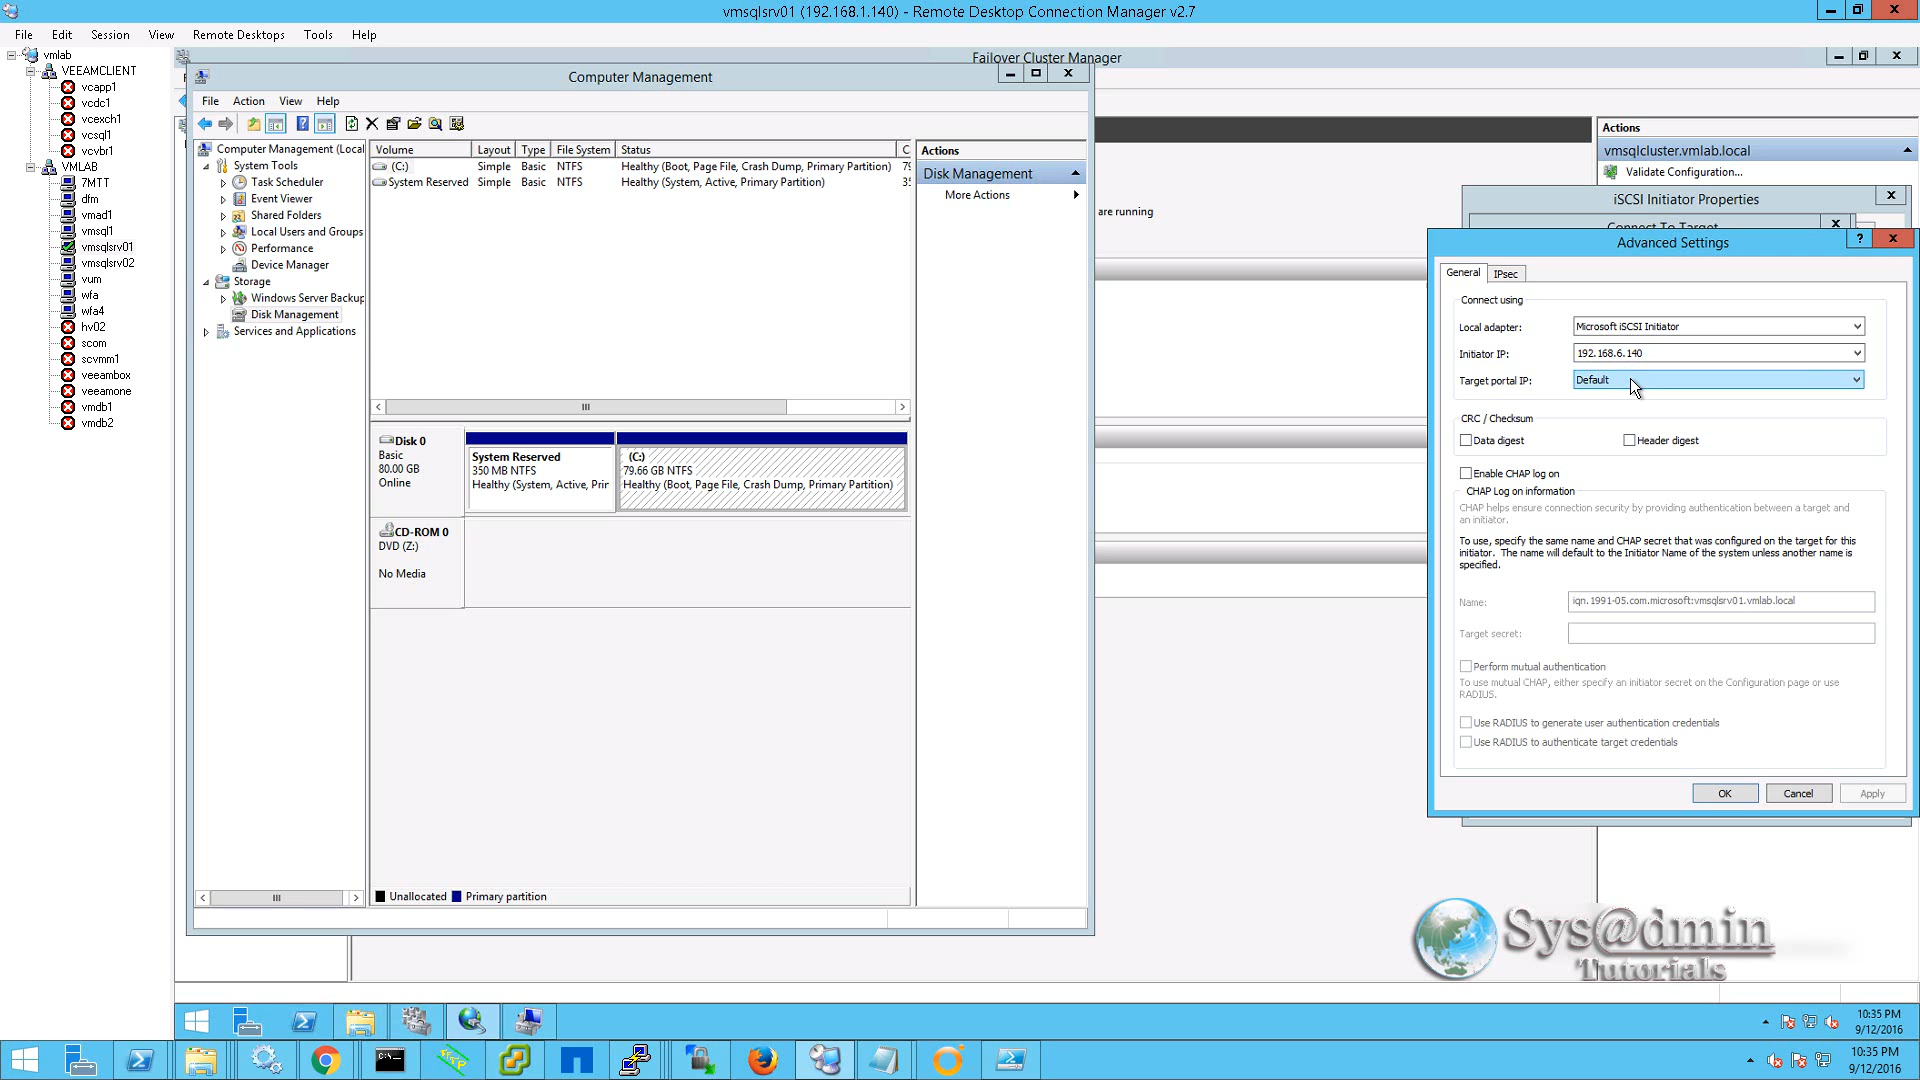 vmsqlsrv01 (192.168.1.140) - Remote Desktop Connection Manager v2.7
File Edit Session View Remote Desktops Tools Help
vmlab
VEEAMCLIENT
vcapp1
vcdc1
vcexch1
vcsql1
vcvbr1
VMLAB
7MTT
dfm
vmad1
vmsql1
vmsqlsrv01
vmsqlsrv02
vum
wfa
wfa4
hv02
scom
scvmm1
veeambox
veeamone
vmdb1
vmdb2
Failover Cluster Manager
Computer Management
File Action View Help
Computer Management (Local
System Tools
Task Scheduler
Event Viewer
Shared Folders
Local Users and Groups
Performance
Device Manager
Storage
Windows Server Backup
Disk Management
Services and Applications
Volume Layout Type File System Status C
(C:) Simple Basic NTFS Healthy (Boot, Page File, Crash Dump, Primary Partition) 79
System Reserved Simple Basic NTFS Healthy (System, Active, Primary Partition) 35
Disk 0
Basic
80.00 GB
Online
System Reserved
350 MB NTFS
Healthy (System, Active, Prir
(C:)
79.66 GB NTFS
Healthy (Boot, Page File, Crash Dump, Primary Partition)
CD-ROM 0
DVD (Z:)
No Media
Unallocated Primary partition
Actions
Disk Management
More Actions
are running
Actions
vmsqlcluster.vmlab.local
Validate Configuration...
iSCSI Initiator Properties
Connect To Target
Advanced Settings
General IPsec
Connect using
Local adapter: Microsoft iSCSI Initiator
Initiator IP: 192.168.6.140
Target portal IP: Default
CRC / Checksum
Data digest Header digest
Enable CHAP log on
CHAP Log on information
CHAP helps ensure connection security by providing authentication between a target and
an initiator.
To use, specify the same name and CHAP secret that was configured on the target for this
initiator. The name will default to the Initiator Name of the system unless another name is
specified.
Name: iqn.1991-05.com.microsoft:vmsqlsrv01.vmlab.local
Target secret:
Perform mutual authentication
To use mutual CHAP, either specify an initiator secret on the Configuration page or use
RADIUS.
Use RADIUS to generate user authentication credentials
Use RADIUS to authenticate target credentials
OK Cancel Apply
Sys@dmin
Tutorials
10:35 PM
9/12/2016
10:35 PM
9/12/2016